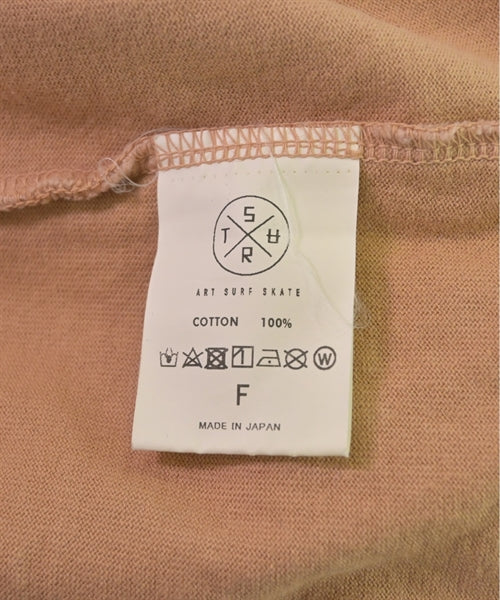 S
T U
R
ART SURF SKATE
COTTON 100%
W
F
MADE IN JAPAN